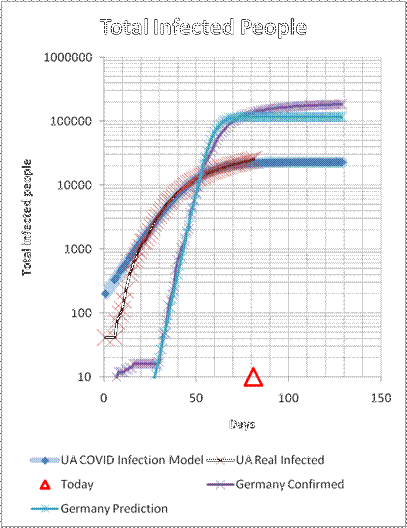 Total Infected People
Total infected people
1000000
100000
10000
1000
100
10
0
50
100
150
Days
UA COVID Infection Model
UA Real Infected
Today
Germany Confirmed
Germany Prediction